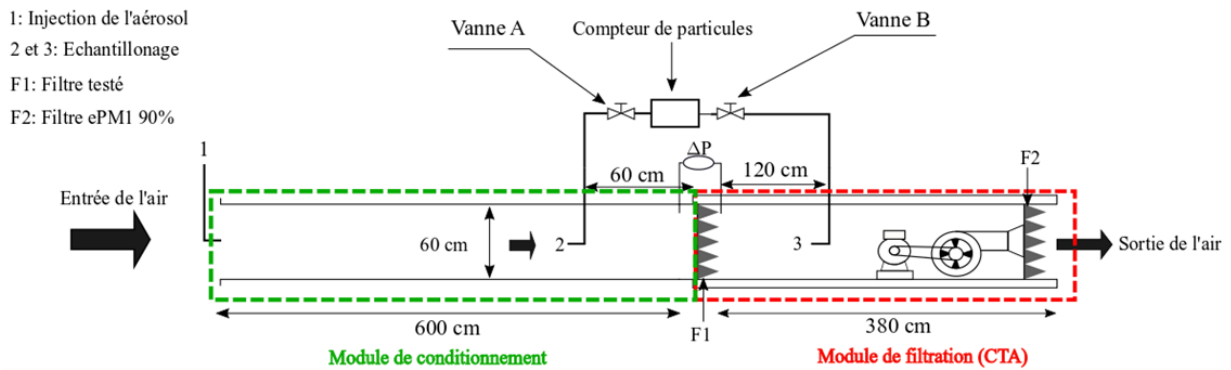 1: Injection de l'aérosol
2 et 3: Echantillonage
F1: Filtre testé
F2: Filtre ePM1 90%
Vanne A
Compteur de particules
Vanne B
1
ΔP
F2
60 cm
120 cm
Entrée de l'air
60 cm
2
3
Sortie de l'air
600 cm
F1
380 cm
Module de conditionnement
Module de filtration (CTA)